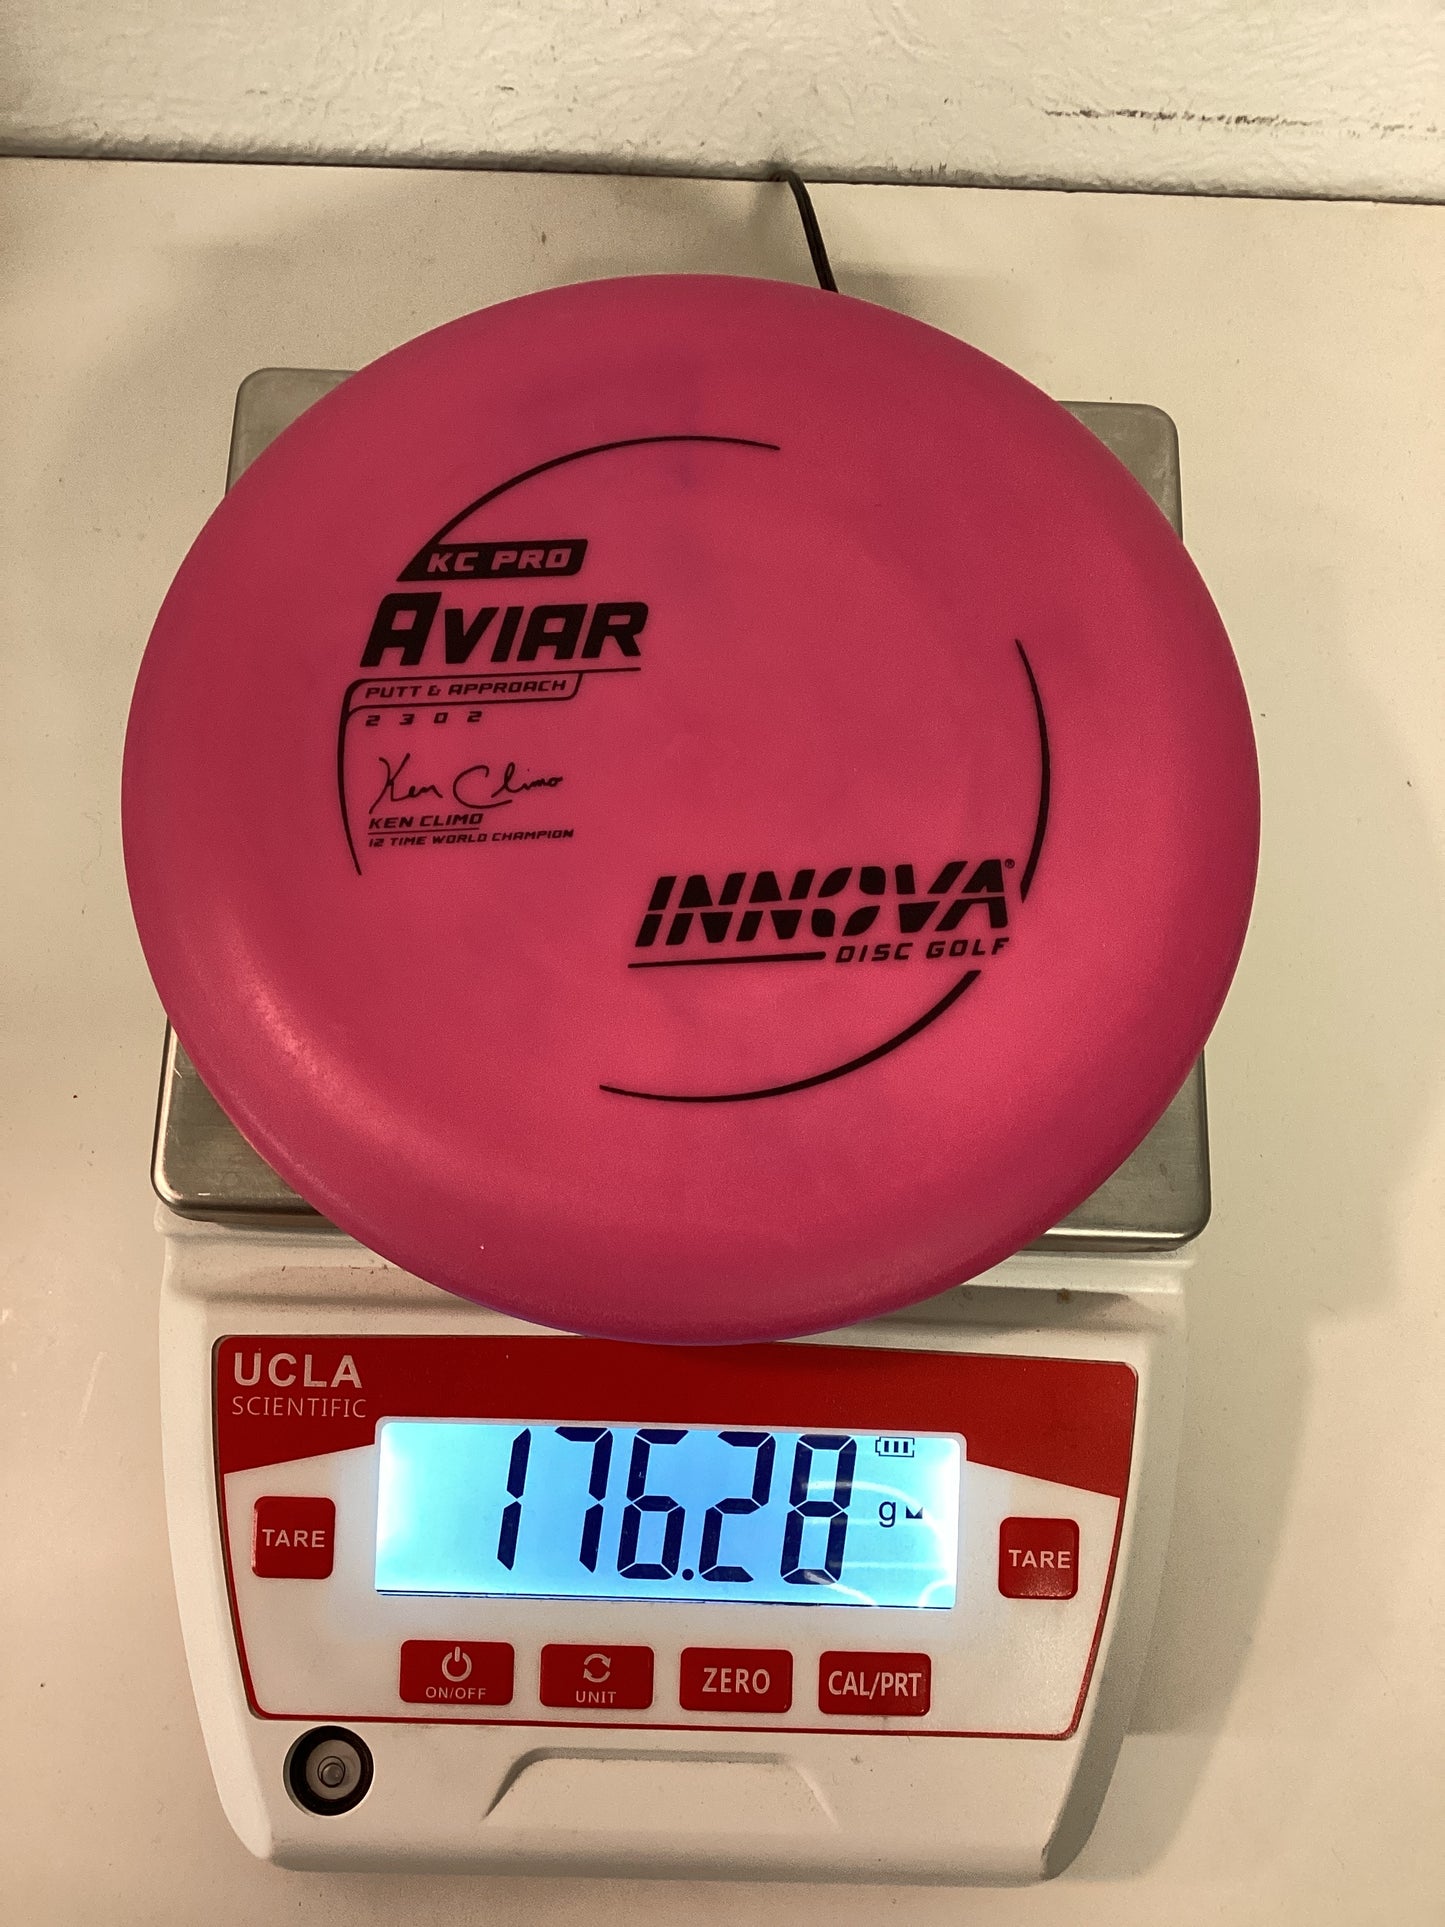 KC PRO
AVIAR
PUTT & APPROACH
2 3 0 2
Ken Climo
KEN CLIMO
12 TIME WORLD CHAMPION
INNOVA®
DISC GOLF
UCLA
SCIENTIFIC
176.28 g
TARE
TARE
ON/OFF
UNIT
ZERO
CAL/PRT